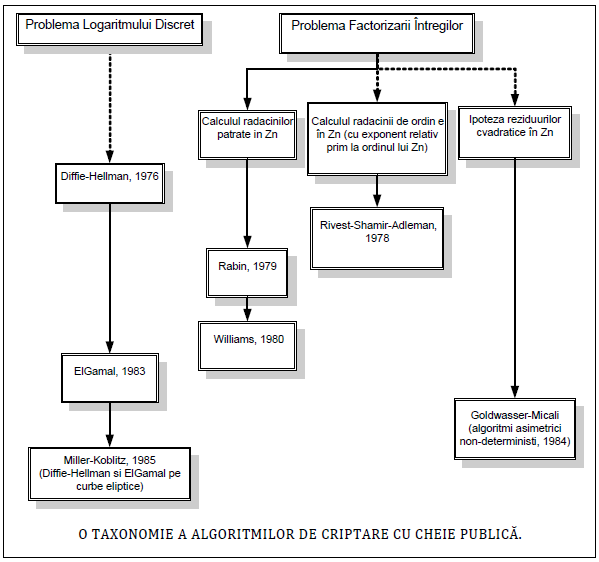 Problema Logaritmului Discret
Problema Factorizarii Întregilor
Calculul radacinilor
patrate in Zn
Calculul radacinii de ordin e
în Zn (cu exponent relativ
prim la ordinul lui Zn)
Ipoteza reziduurilor
cvadratice în Zn
Diffie-Hellman, 1976
Rivest-Shamir-Adleman,
1978
Rabin, 1979
Williams, 1980
ElGamal, 1983
Goldwasser-Micali
(algoritmi asimetrici
non-deterministi, 1984)
Miller-Koblitz, 1985
(Diffie-Hellman si ElGamal pe
curbe eliptice)
O TAXONOMIE A ALGORITMILOR DE CRIPTARE CU CHEIE PUBLICĂ.